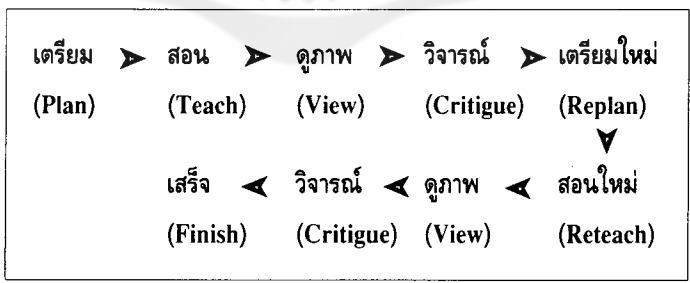 เตรียม ➢ สอน ➢ ดูภาพ ➢ วิจารณ์ ➢ เตรียมใหม่
(Plan) (Teach) (View) (Critigue) (Replan)
เสร็จ วิจารณ์ ดูภาพ สอนใหม่
(Finish) (Critigue) (View) (Reteach)